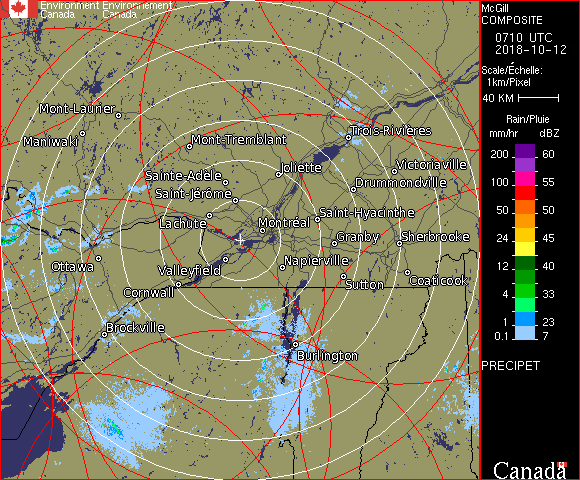 Environment Environnement
Canada Canada
McGill
COMPOSITE
0710 UTC
2018-10-12
Scale/Échelle:
1km/Pixel
40 KM
Rain/Pluie
mm/hr dBZ
200 60
55
100 55
50 50
24 45
12 40
8 33
4 33
1 23
0.1 7
PRECIPET
Canada
Mont-Laurier
Maniwaki
Mont-Tremblant
Trois-Rivières
Joliette
Victoriaville
Sainte-Adèle
Drummondville
Saint-Jérôme
Lachute
Montréal
Saint-Hyacinthe
Granby
Sherbrooke
Ottawa
Valleyfield
Napierville
Cornwall
Sutton
Coaticook
Brockville
Burlington